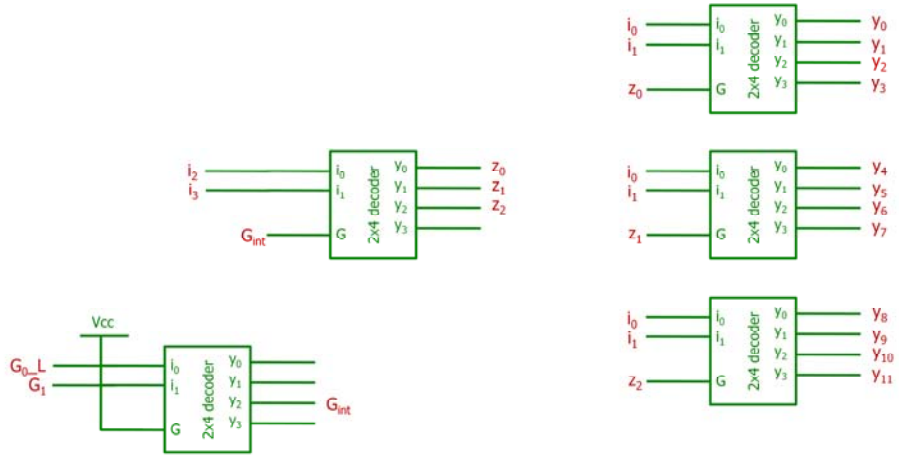 i0 i0 y0 y0
i1 i1 y1 y1
y2 y2
z0 G y3 y3
2x4 decoder
i2 i0 y0 z0
i3 i1 y1 z1
y2 z2
Gint G y3
2x4 decoder
i0 i0 y0 y4
i1 i1 y1 y5
y2 y6
z1 G y3 y7
2x4 decoder
i0 i0 y0 y8
i1 i1 y1 y9
y2 y10
z2 G y3 y11
2x4 decoder
Vcc
G0_L i0 y0
G1 i1 y1
y2 Gint
G y3
2x4 decoder